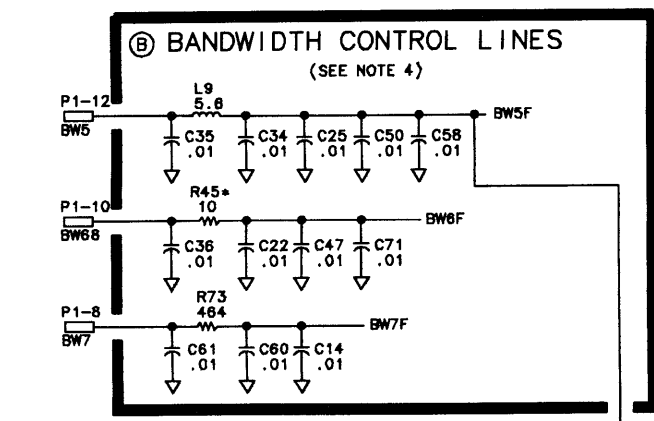 B BANDWIDTH CONTROL LINES
(SEE NOTE 4)
L9
5.6
P1-12
BW5
BW5F
C35
.01
C34
.01
C25
.01
C50
.01
C58
.01
R45*
10
P1-10
BW68
BW6F
C36
.01
C22
.01
C47
.01
C71
.01
R73
464
P1-8
BW7
BW7F
C61
.01
C60
.01
C14
.01